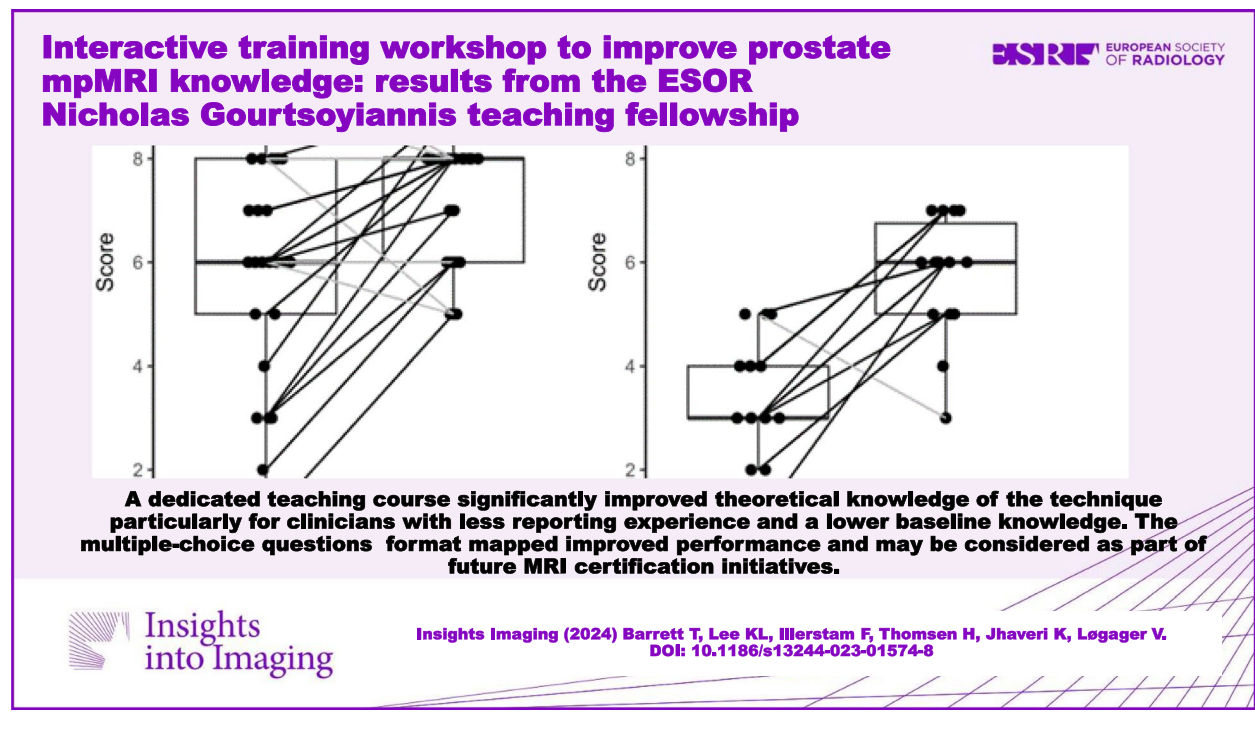 Interactive training workshop to improve prostate
mpMRI knowledge: results from the ESOR
Nicholas Gourtsoyiannis teaching fellowship
EUROPEAN SOCIETY
OF RADIOLOGY
8
6
4
2
Score
8
6
4
2
Score
A dedicated teaching course significantly improved theoretical knowledge of the technique
particularly for clinicians with less reporting experience and a lower baseline knowledge. The
multiple-choice questions format mapped improved performance and may be considered as part of
future MRI certification initiatives.
Insights
into Imaging
Insights Imaging (2024) Barrett T, Lee KL, Illerstam F, Thomsen H, Jhaveri K, Løgager V.
DOI: 10.1186/s13244-023-01574-8